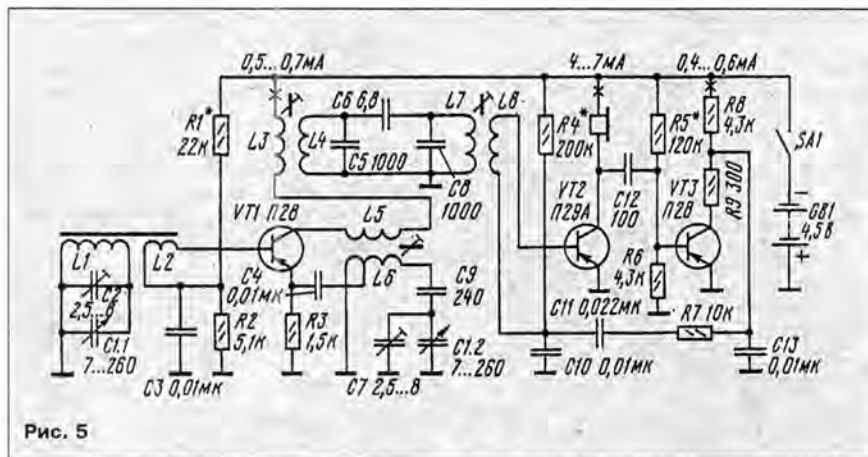 0,5...0,7мА
4...7мА
0,4...0,6мА
R1*
22к
L3
L4
C6 6,8
C5 1000
L7
L8
C8
1000
R4*
200к
R5*
120к
R8
4,3к
SA1
R9 300
GB1
4,5В
VT1 П28
L5
L6
VT2
П29А
C12
100
VT3
П28
R6
4,3к
L1
L2
C2
2,5...8
C1.1
7...260
C3 0,01мк
R2
5,1к
C4
0,01мк
R3
1,5к
C9
240
C7 2,5...8
C1.2
7...260
C11 0,022мк
R7 10к
C10 0,01мк
C13
0,01мк
Рис. 5